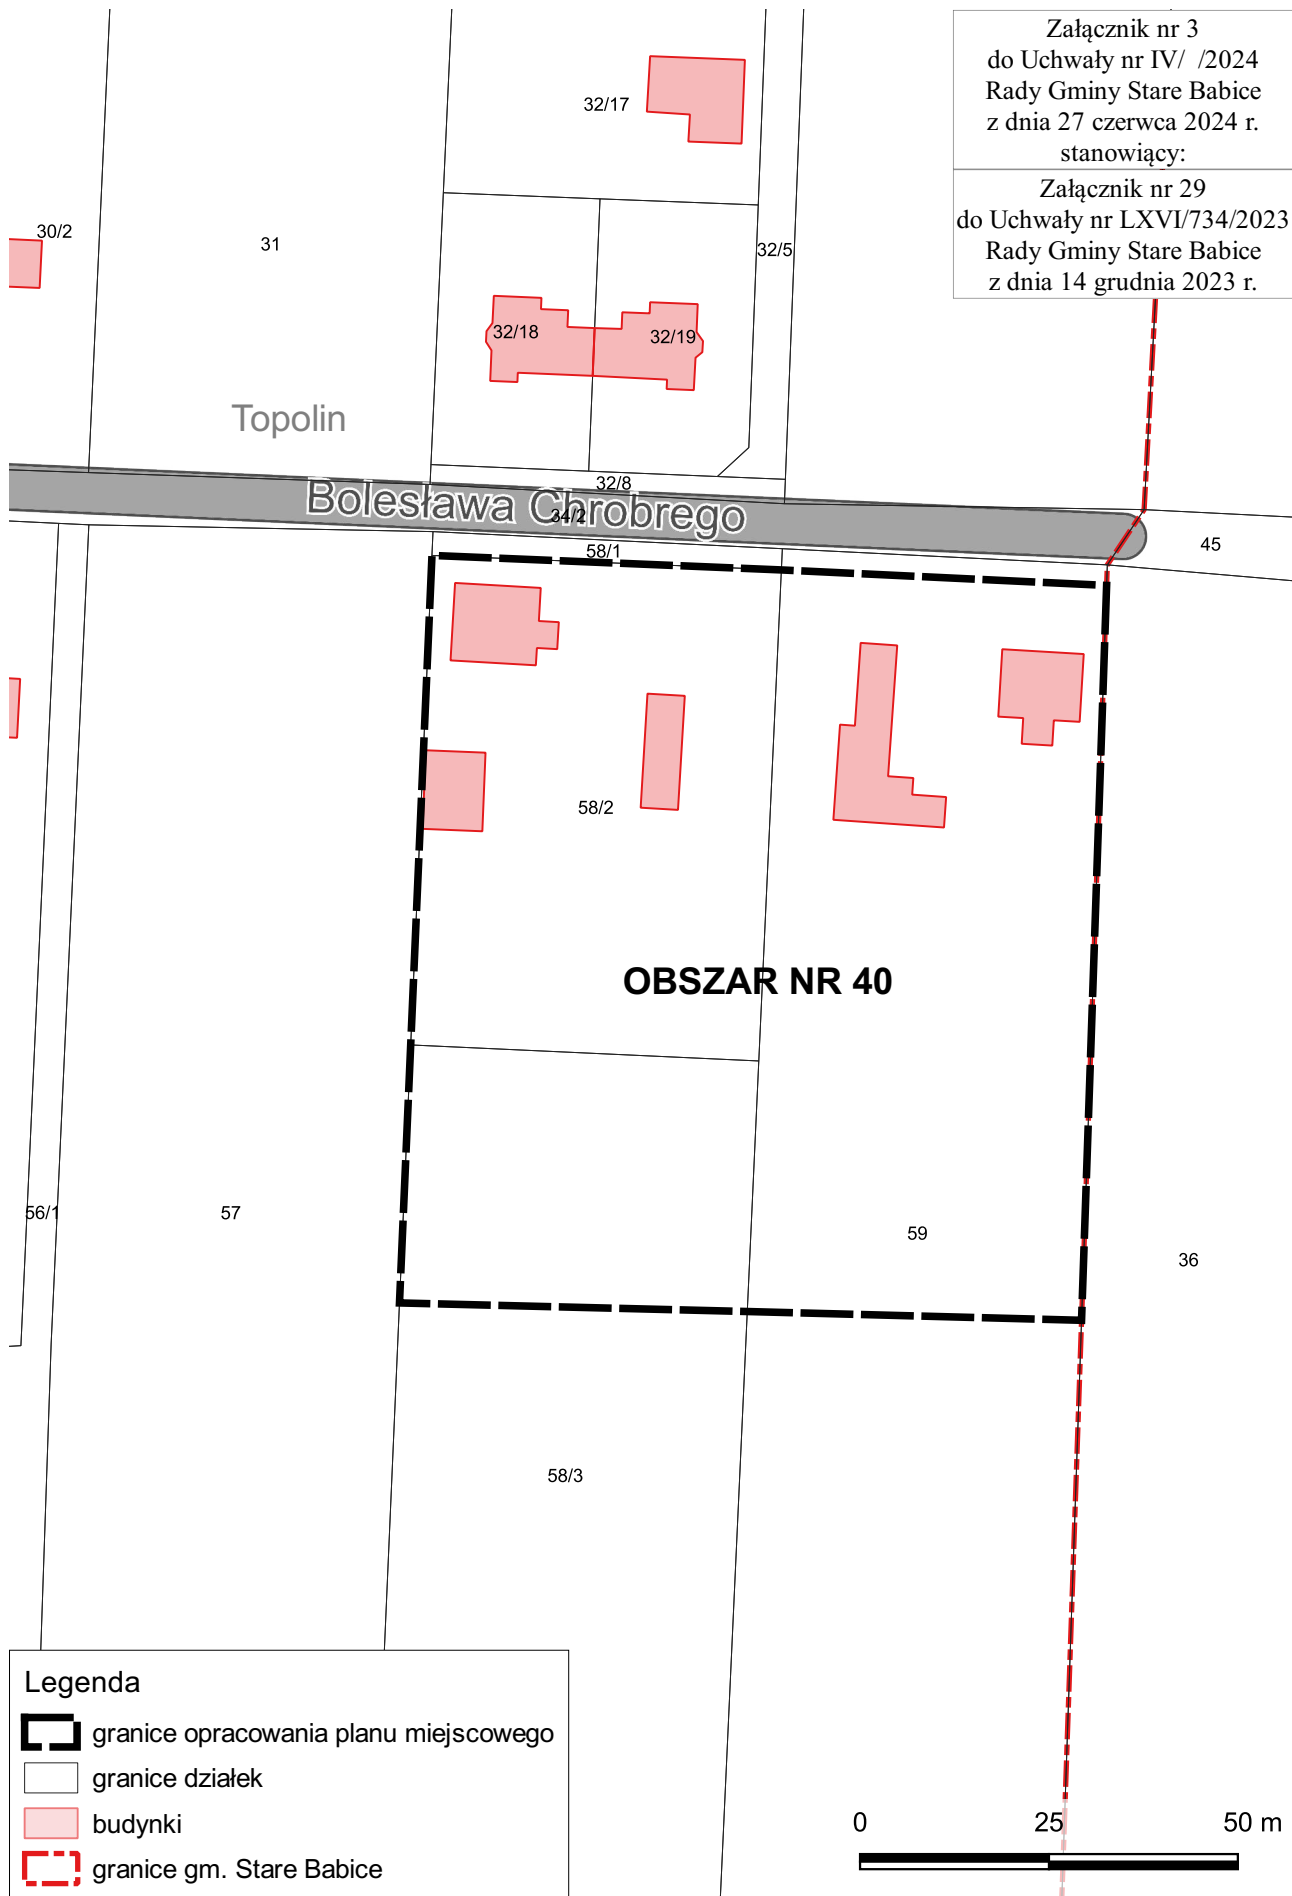 Załącznik nr 3
do Uchwały nr IV/ /2024
Rady Gminy Stare Babice
z dnia 27 czerwca 2024 r.
stanowiący:
Załącznik nr 29
do Uchwały nr LXVI/734/2023
Rady Gminy Stare Babice
z dnia 14 grudnia 2023 r.
32/17
30/2
31
32/5
32/18
32/19
Topolin
32/8
Bolesława Chrobrego
34/2
45
58/1
58/2
OBSZAR NR 40
56/1
57
59
36
58/3
Legenda
granice opracowania planu miejscowego
granice działek
budynki
granice gm. Stare Babice
0 25 50 m